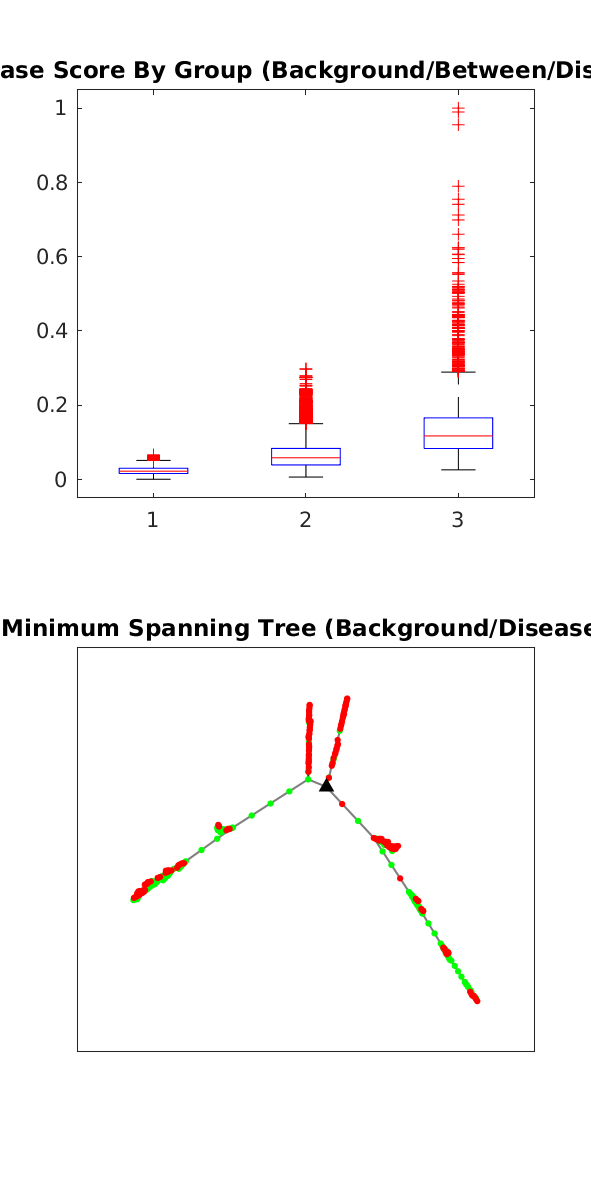 ase Score By Group (Background/Between/Dis
1
0.8
0.6
0.4
0.2
0
1 2 3
Minimum Spanning Tree (Background/Disease